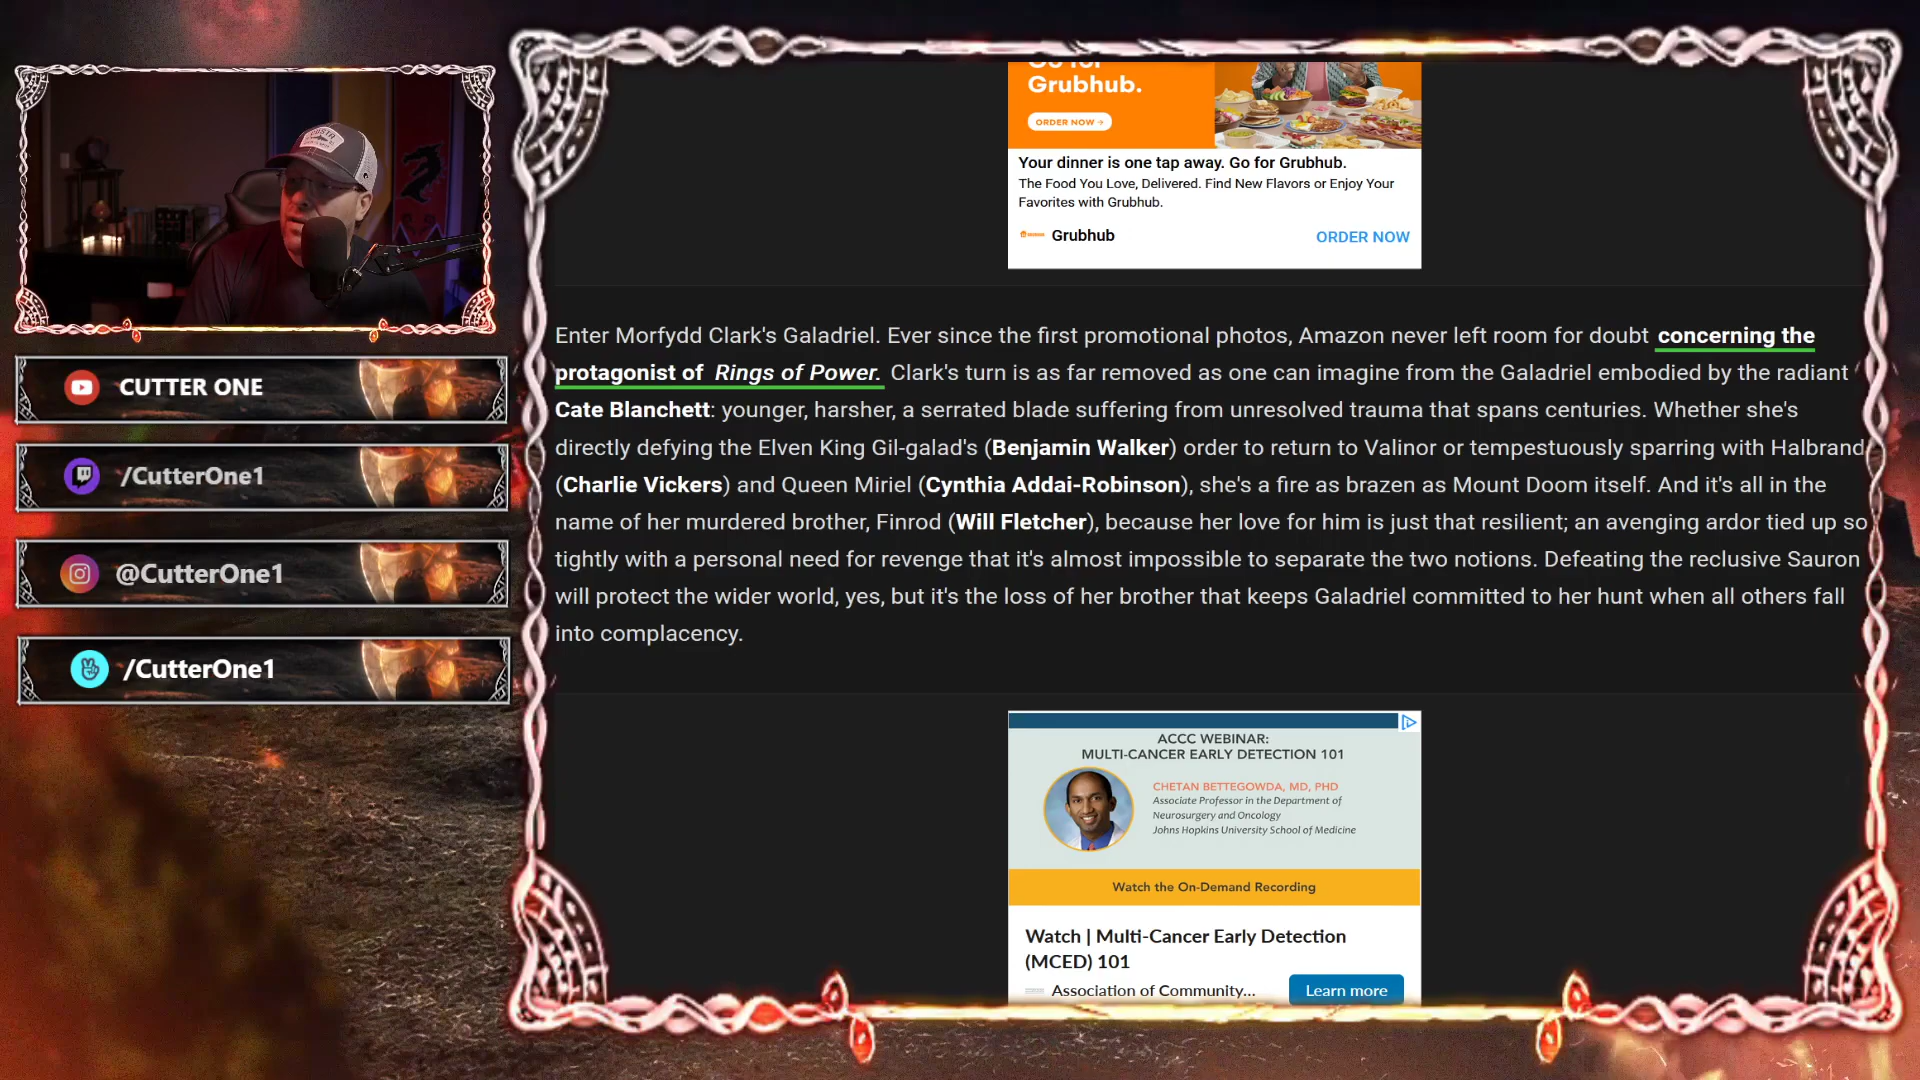 CUTTER ONE
/CutterOne1
@CutterOne1
/CutterOne1
Grubhub.
ORDER NOW →
Your dinner is one tap away. Go for Grubhub.
The Food You Love, Delivered. Find New Flavors or Enjoy Your
Favorites with Grubhub.
Grubhub
ORDER NOW
Enter Morfydd Clark's Galadriel. Ever since the first promotional photos, Amazon never left room for doubt concerning the
protagonist of Rings of Power. Clark's turn is as far removed as one can imagine from the Galadriel embodied by the radiant
Cate Blanchett: younger, harsher, a serrated blade suffering from unresolved trauma that spans centuries. Whether she's
directly defying the Elven King Gil-galad's (Benjamin Walker) order to return to Valinor or tempestuously sparring with Halbrand
(Charlie Vickers) and Queen Miriel (Cynthia Addai-Robinson), she's a fire as brazen as Mount Doom itself. And it's all in the
name of her murdered brother, Finrod (Will Fletcher), because her love for him is just that resilient; an avenging ardor tied up so
tightly with a personal need for revenge that it's almost impossible to separate the two notions. Defeating the reclusive Sauron
will protect the wider world, yes, but it's the loss of her brother that keeps Galadriel committed to her hunt when all others fall
into complacency.
ACCC WEBINAR:
MULTI-CANCER EARLY DETECTION 101
CHETAN BETTEGOWDA, MD, PHD
Associate Professor in the Department of
Neurosurgery and Oncology
Johns Hopkins University School of Medicine
Watch the On-Demand Recording
Watch | Multi-Cancer Early Detection
(MCED) 101
Association of Community...
Learn more